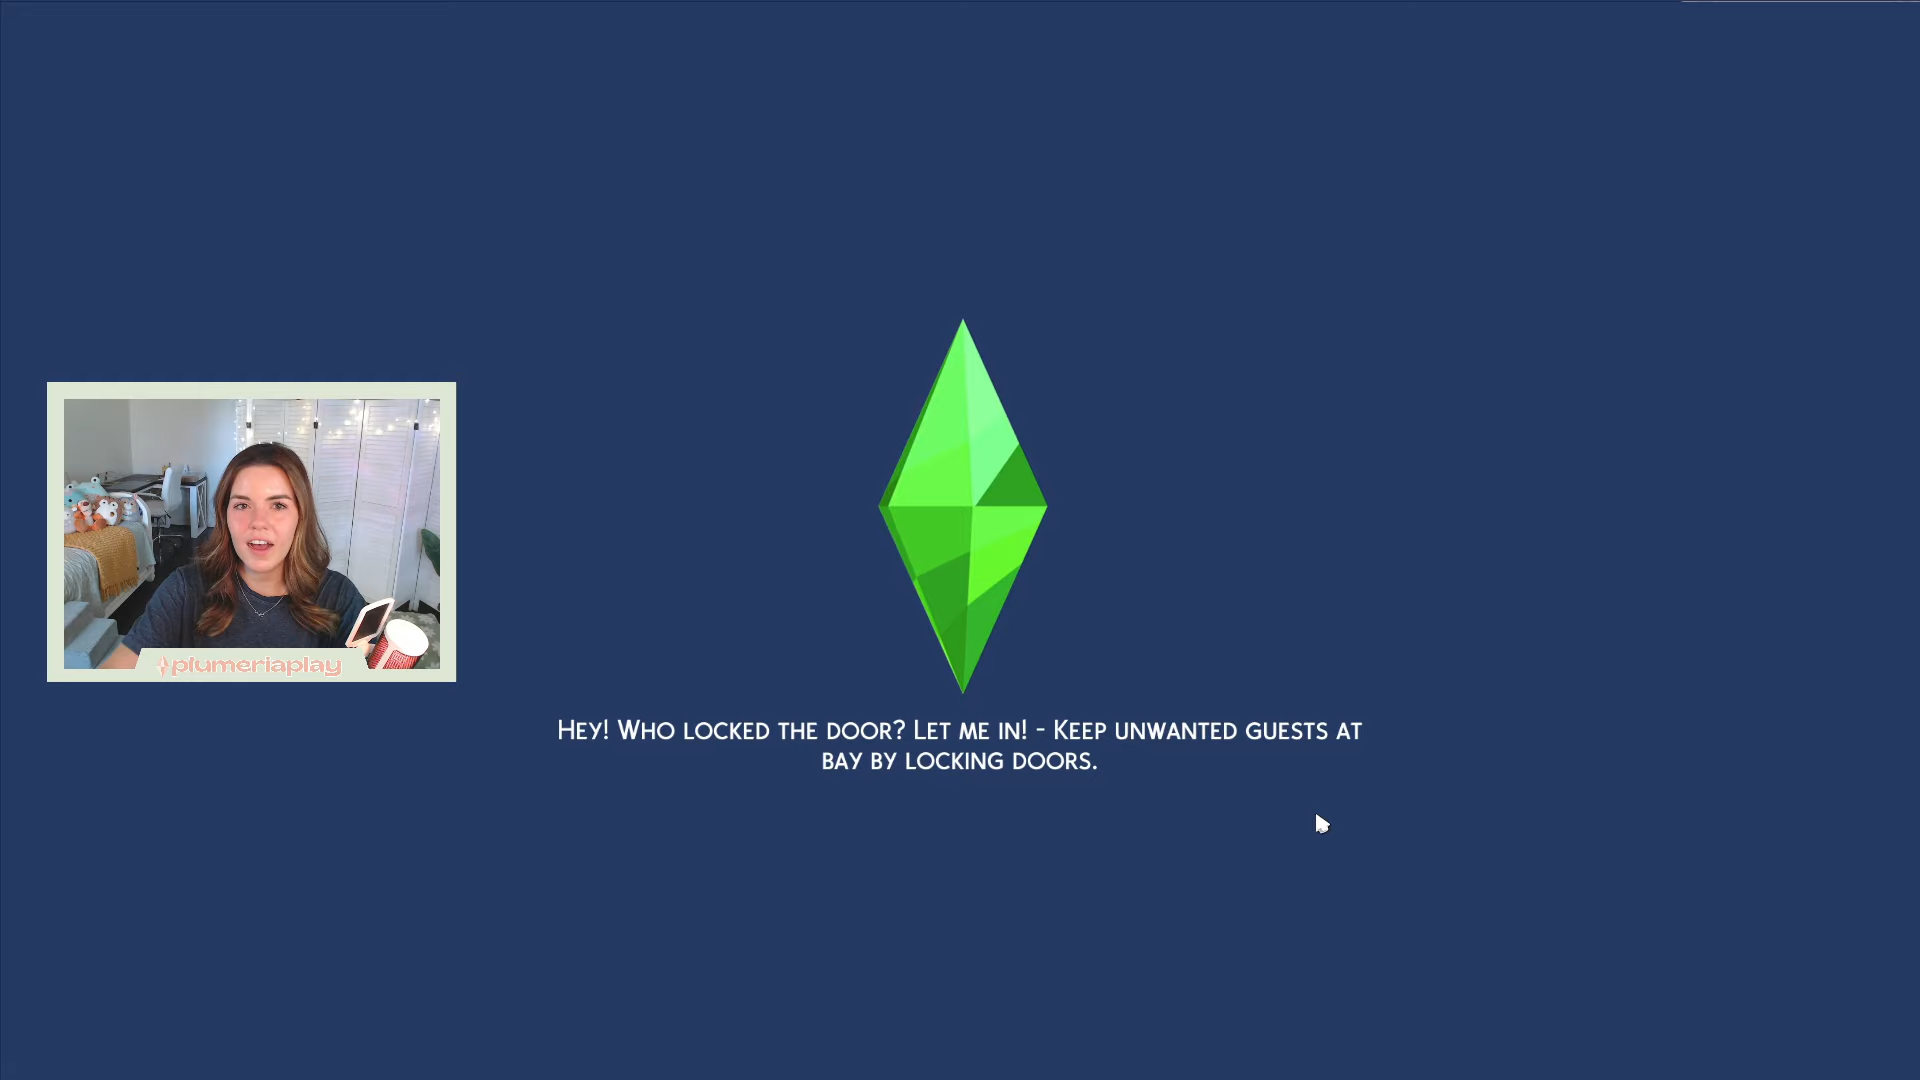 plumeriaplay
Hey! Who locked the door? Let me in! - Keep unwanted guests at
bay by locking doors.